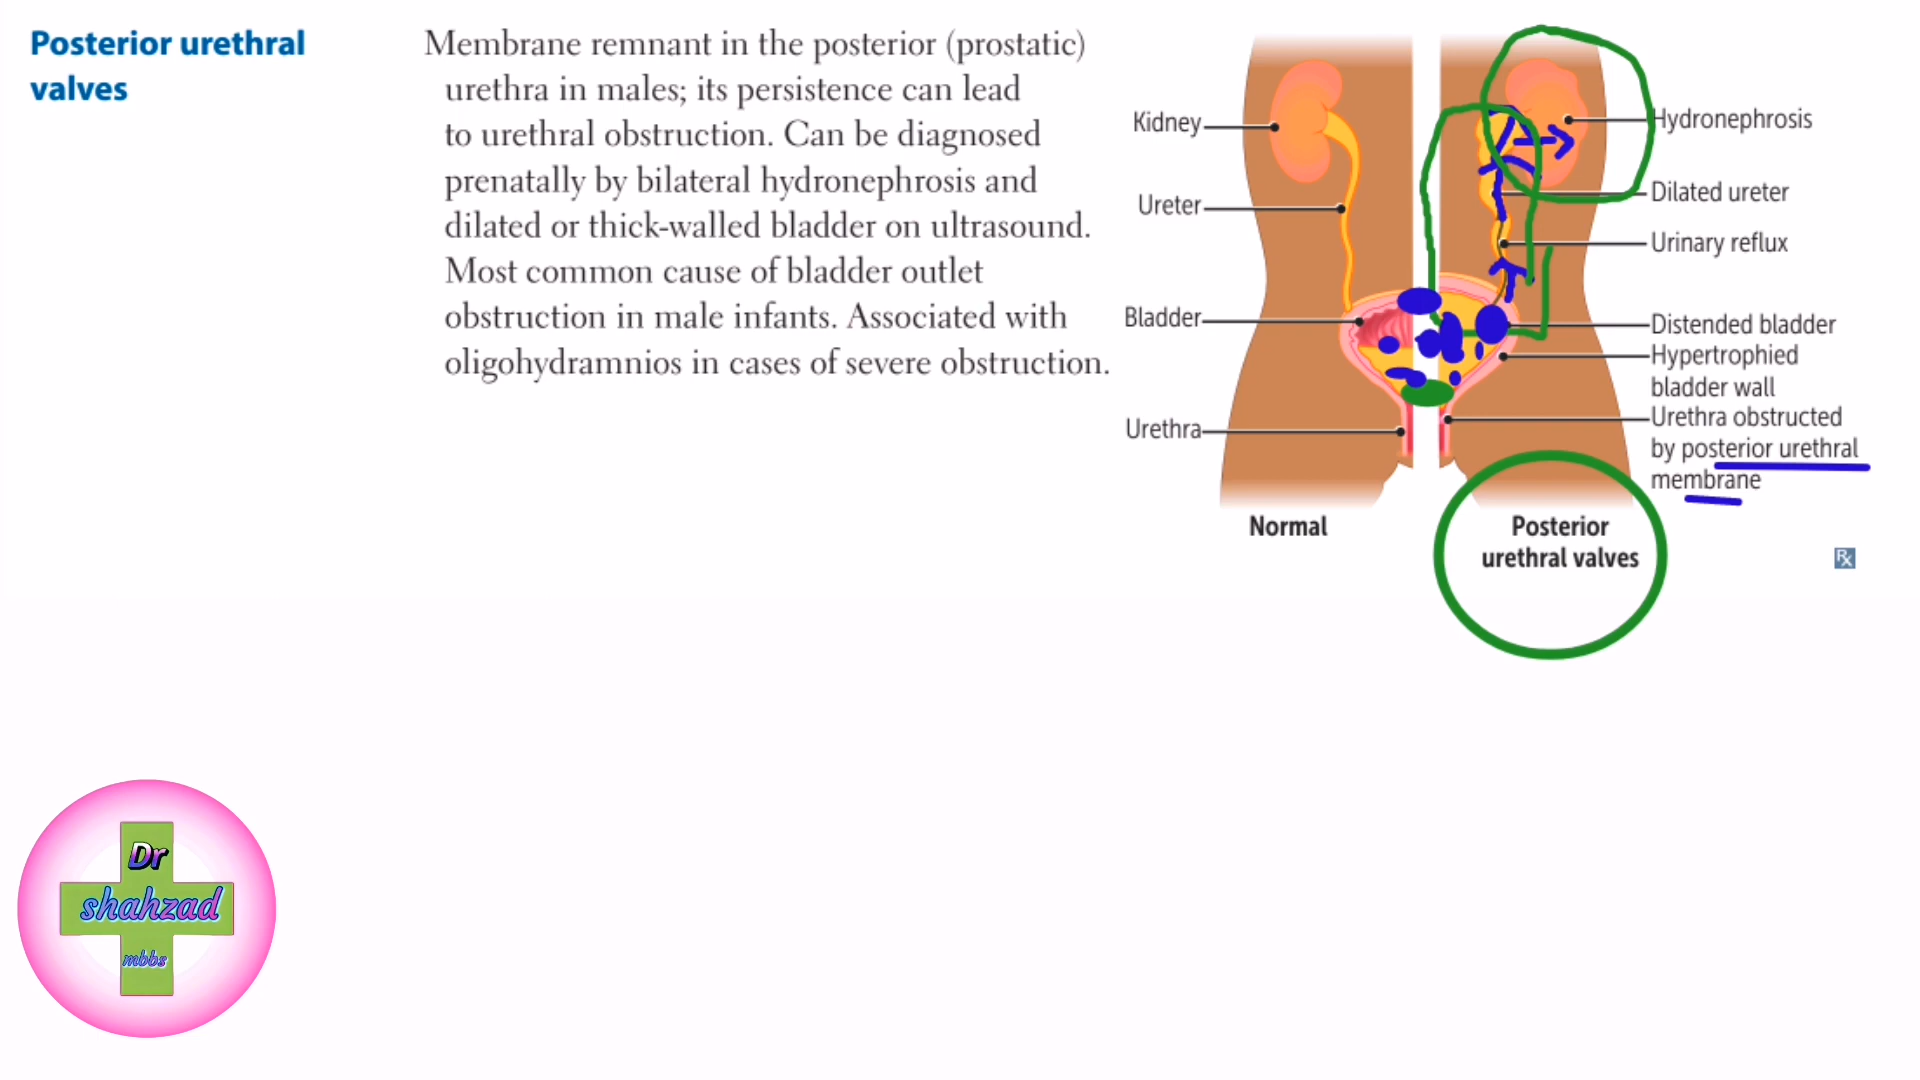 Posterior urethral
valves
Membrane remnant in the posterior (prostatic)
urethra in males; its persistence can lead
to urethral obstruction. Can be diagnosed
prenatally by bilateral hydronephrosis and
dilated or thick-walled bladder on ultrasound.
Most common cause of bladder outlet
obstruction in male infants. Associated with
oligohydramnios in cases of severe obstruction.
Kidney
Ureter
Bladder
Urethra
Hydronephrosis
Dilated ureter
Urinary reflux
Distended bladder
Hypertrophied
bladder wall
Urethra obstructed
by posterior urethral
membrane
Normal
Posterior
urethral valves
Rx
Dr
shahzad
mbbs